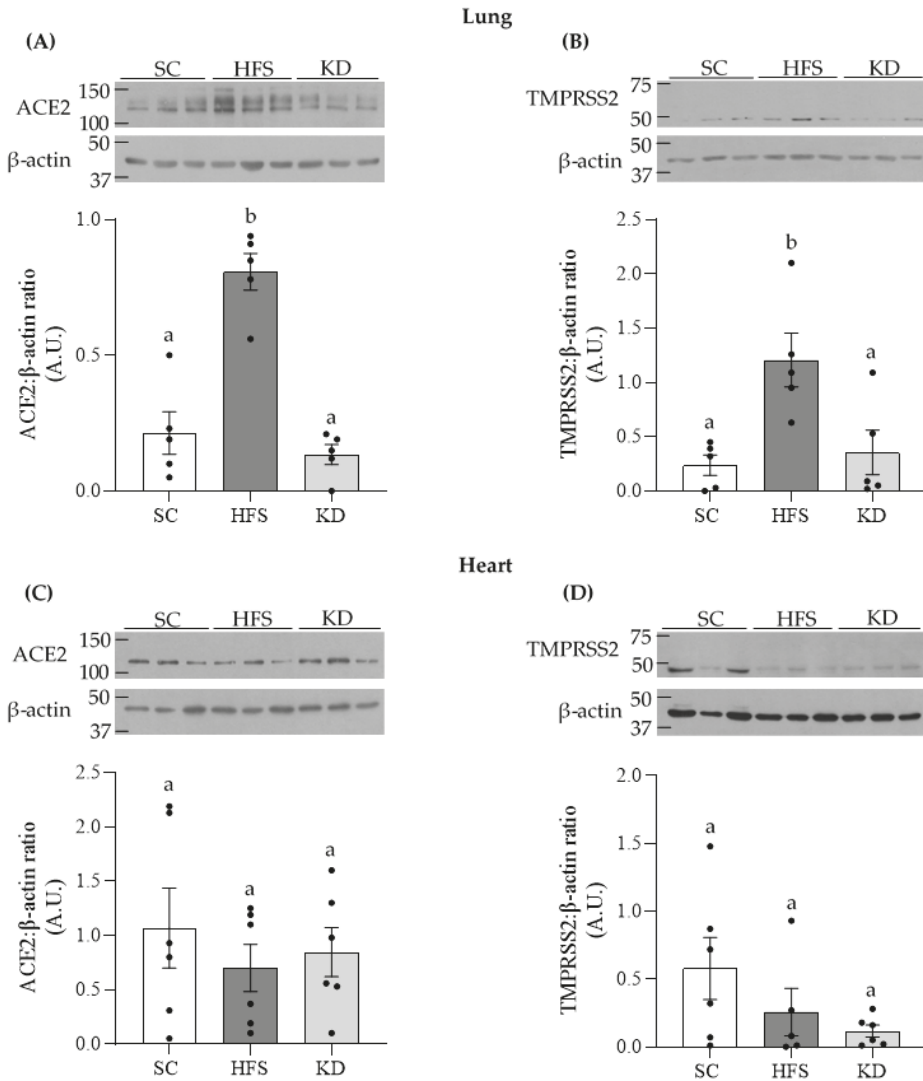 Lung
(A)
SC HFS KD
ACE2
150
100
β-actin
50
37
ACE2:β-actin ratio
(A.U.)
1.0
0.5
0.0
a
b
a
SC HFS KD
(B)
SC HFS KD
TMPRSS2
75
50
β-actin
50
37
TMPRSS2:β-actin ratio
(A.U.)
2.5
2.0
1.5
1.0
0.5
0.0
a
b
a
SC HFS KD
Heart
(C)
SC HFS KD
ACE2
150
100
β-actin
50
37
ACE2:β-actin ratio
(A.U.)
2.5
2.0
1.5
1.0
0.5
0.0
a
a
a
SC HFS KD
(D)
SC HFS KD
TMPRSS2
75
50
β-actin
50
37
TMPRSS2:β-actin ratio
(A.U.)
2.0
1.5
1.0
0.5
0.0
a
a
a
SC HFS KD